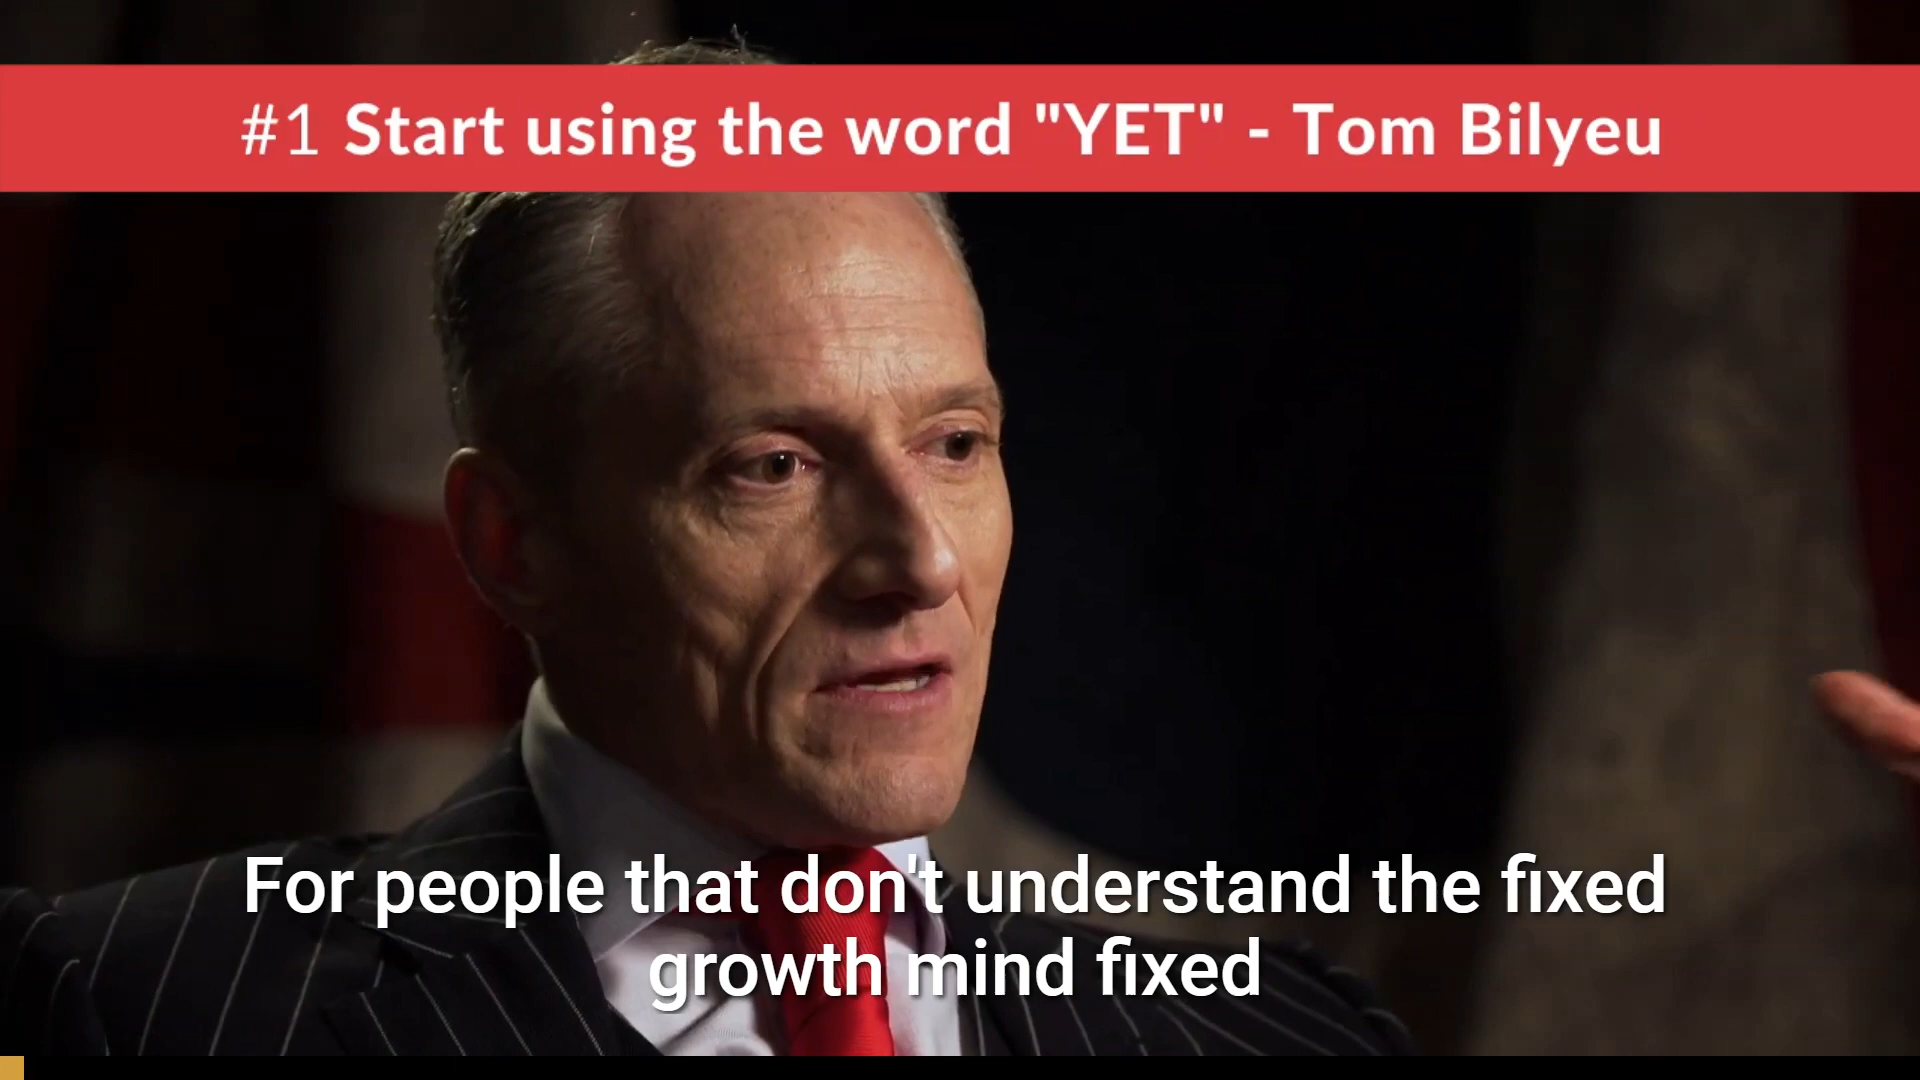 #1 Start using the word "YET" - Tom Bilyeu
For people that don't understand the fixed
growth mind fixed